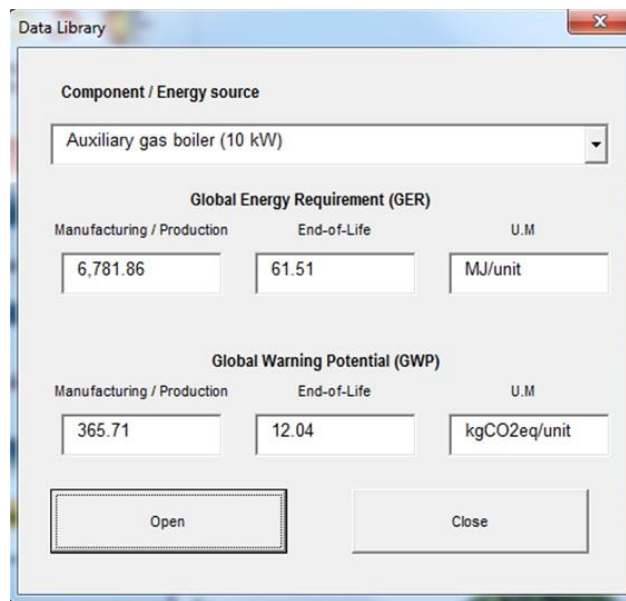 Data Library
Component / Energy source
Auxiliary gas boiler (10 kW)
Global Energy Requirement (GER)
Manufacturing / Production End-of-Life U.M
6,781.86 61.51 MJ/unit
Global Warning Potential (GWP)
Manufacturing / Production End-of-Life U.M
365.71 12.04 kgCO2eq/unit
Open Close